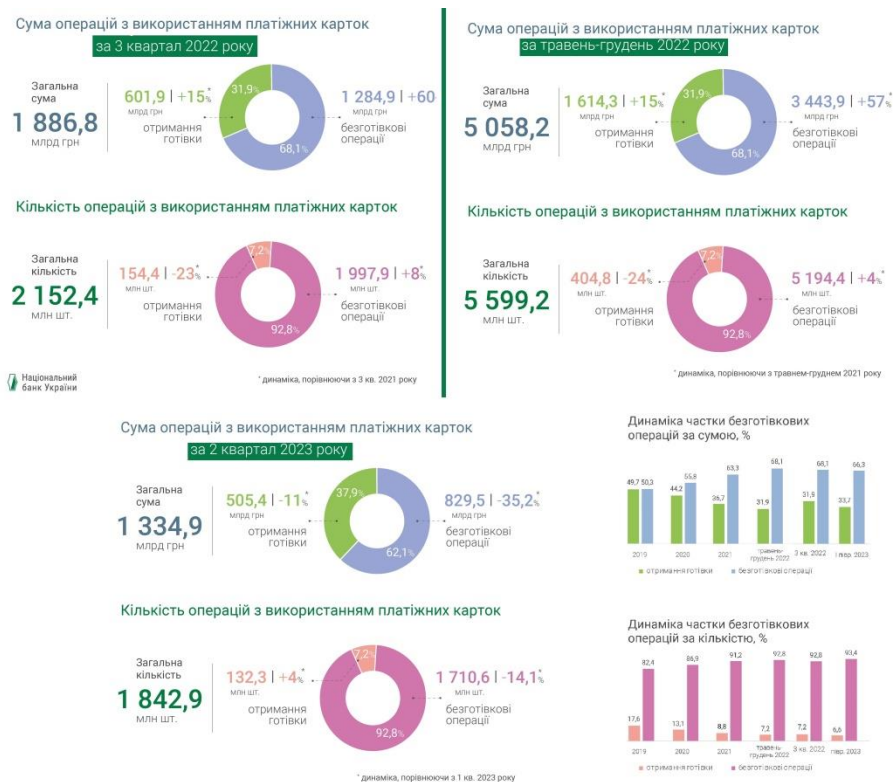 Сума операцій з використанням платіжних карток
за 3 квартал 2022 року
Загальна
сума
1 886,8
млрд грн
601,9 | +15%*
млрд грн
отримання
готівки
31,9%
68,1%
1 284,9 | +60
млрд грн
безготівкові
операції
Кількість операцій з використанням платіжних карток
Загальна
кількість
2 152,4
млн шт.
154,4 | -23%*
млн шт.
отримання
готівки
7,2%
92,8%
1 997,9 | +8%*
млн шт.
безготівкові
операції
Національний
банк України
* динаміка, порівнюючи з 3 кв. 2021 року
Сума операцій з використанням платіжних карток
за травень-грудень 2022 року
Загальна
сума
5 058,2
млрд грн
1 614,3 | +15%*
млрд грн
отримання
готівки
31,9%
68,1%
3 443,9 | +57%*
млрд грн
безготівкові
операції
Кількість операцій з використанням платіжних карток
Загальна
кількість
5 599,2
млн шт.
404,8 | -24%*
млн шт.
отримання
готівки
7,2%
92,8%
5 194,4 | +4%*
млн шт.
безготівкові
операції
* динаміка, порівнюючи з травнем-груднем 2021 року
Сума операцій з використанням платіжних карток
за 2 квартал 2023 року
Загальна
сума
1 334,9
млрд грн
505,4 | -11%*
млрд грн
отримання
готівки
37,9%
62,1%
829,5 | -35,2%*
млрд грн
безготівкові
операції
Кількість операцій з використанням платіжних карток
Загальна
кількість
1 842,9
млн шт.
132,3 | +4%*
млн шт.
отримання
готівки
7,2%
92,8%
1 710,6 | -14,1%*
млн шт.
безготівкові
операції
* динаміка, порівнюючи з 1 кв. 2023 року
Динаміка частки безготівкових
операцій за сумою, %
49,7 50,3 44,2 55,8 36,7 63,3 31,9 68,1 31,9 68,1 33,7 66,3
2019 2020 2021 травень-грудень 2022 3 кв. 2022 І пвр. 2023
отримання готівки безготівкові операції
Динаміка частки безготівкових
операцій за кількістю, %
17,6 82,4 13,1 86,9 8,8 91,2 7,2 92,8 7,2 92,8 6,6 93,4
2019 2020 2021 травень-грудень 2022 3 кв. 2022 пвр. 2023
отримання готівки безготівкові операції